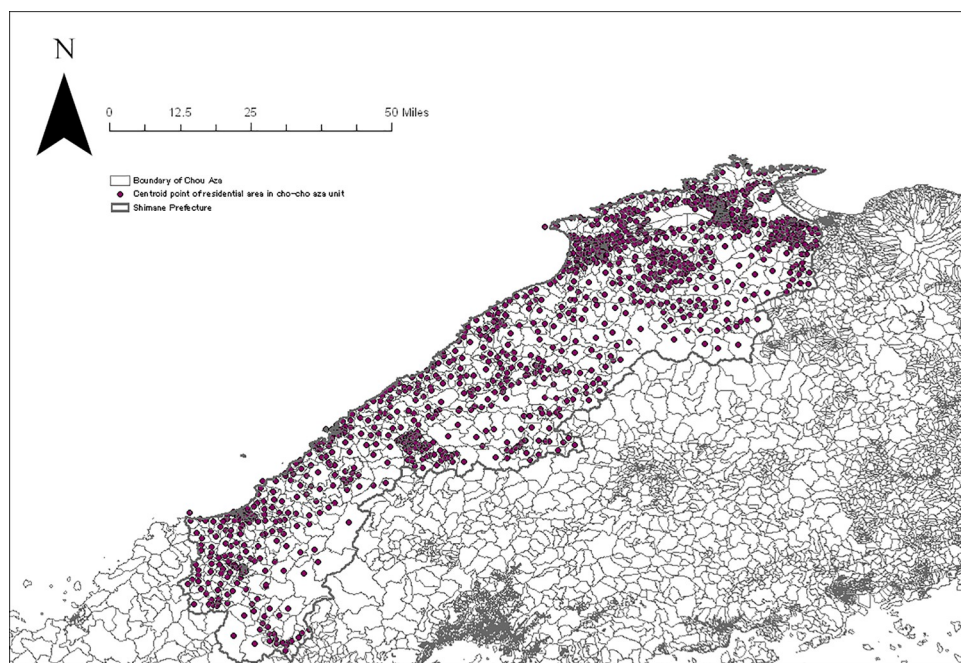 N
0 12.5 25 50 Miles
Boundary of Chou Aza
Centroid point of residential area in cho-cho aza unit
Shimane Prefecture